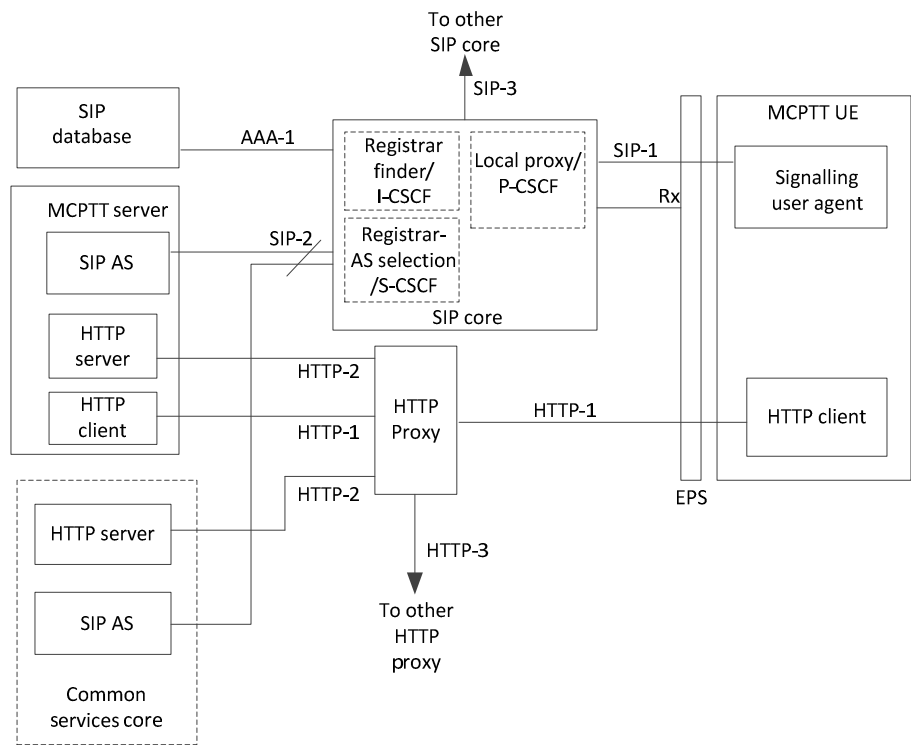 To other
SIP core
SIP-3
SIP
database
AAA-1
Registrar
finder/
I-CSCF
Local proxy/
P-CSCF
SIP-1
Rx
MCPTT UE
Signalling
user agent
MCPTT server
SIP AS
SIP-2
Registrar-
AS selection
/S-CSCF
SIP core
HTTP
server
HTTP-2
HTTP
client
HTTP-1
HTTP
Proxy
HTTP-1
HTTP client
HTTP-2
EPS
HTTP server
HTTP-3
SIP AS
To other
HTTP
proxy
Common
services core